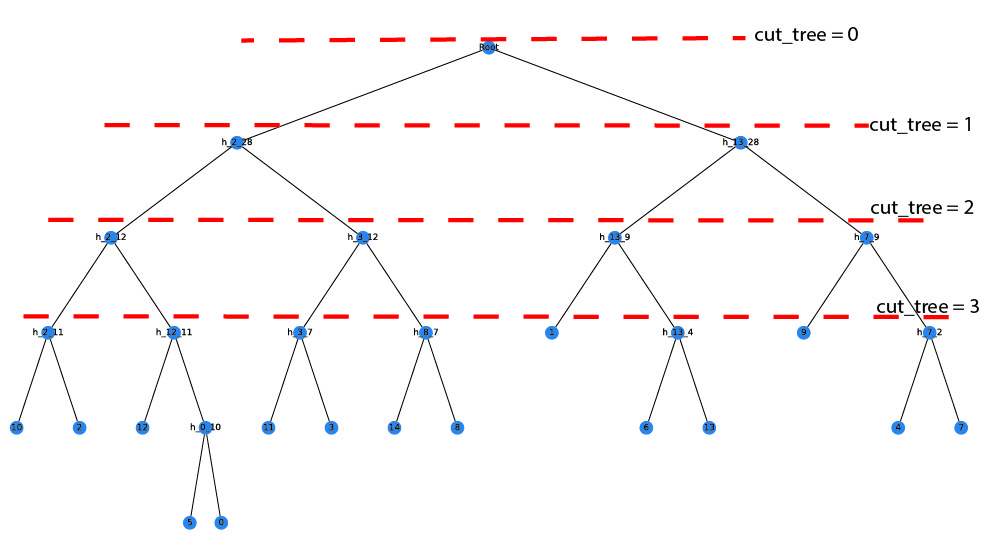 cut_tree = 0
Root
cut_tree = 1
h_2_28
h_13_28
cut_tree = 2
h_2_12
h_3_12
h_13_9
h_7_9
cut_tree = 3
h_2_11
h_12_11
h_3_7
h_8_7
1
h_13_4
9
h_7_2
10
2
12
h_0_10
11
3
14
8
6
13
4
7
5
0